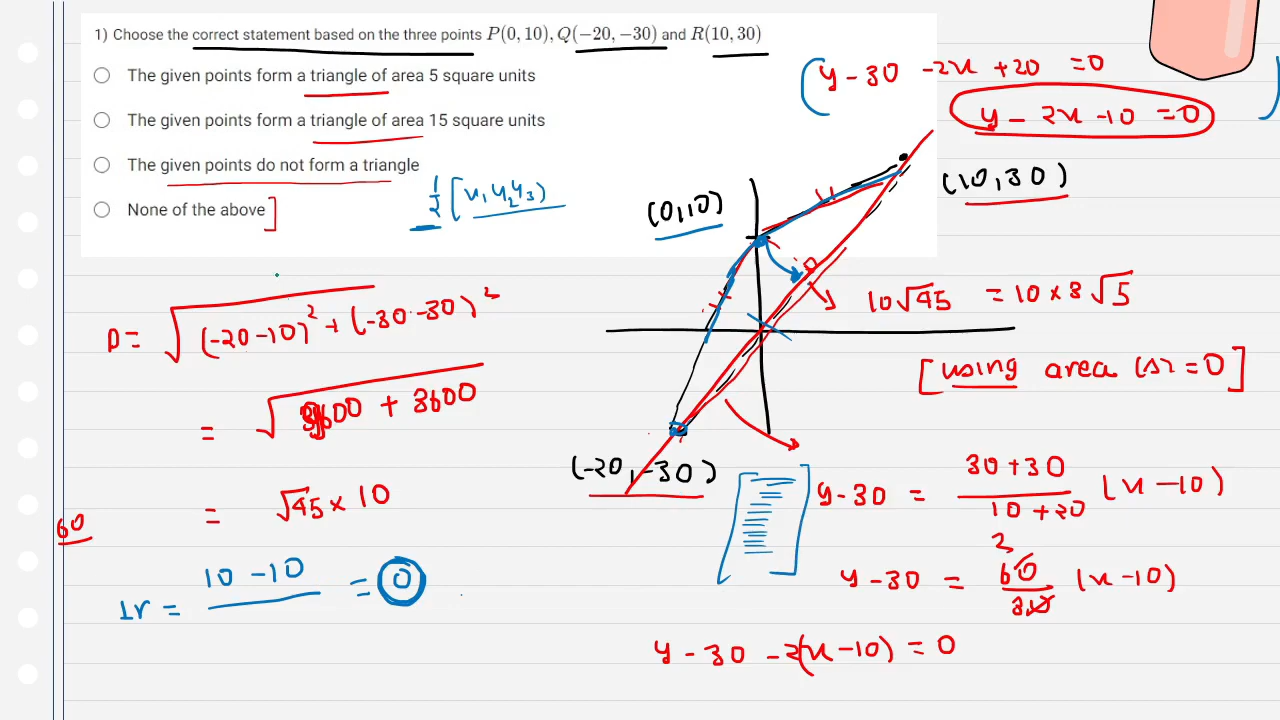 1) Choose the correct statement based on the three points P(0, 10), Q(−20, −30) and R(10, 30)
The given points form a triangle of area 5 square units
The given points form a triangle of area 15 square units
The given points do not form a triangle
None of the above ]
y - 30 - 2x + 20 = 0
y - 2x - 10 = 0
(10, 30)
1/2 [x, y2 y3)
(0, 10)
D = √(-20 - 10)² + (-30 - 30)²
10√45 = 10 × 3√5
[using area (Δ) = 0]
= √3600 + 3600
(-20, -30)
y - 30 = 30 + 30 / 10 + 20 (x - 10)
= √45 × 10
60
10 - 10
⊥r = = 0
y - 30 = 60 / 30 (x - 10)
2
y - 30 - 2(x - 10) = 0